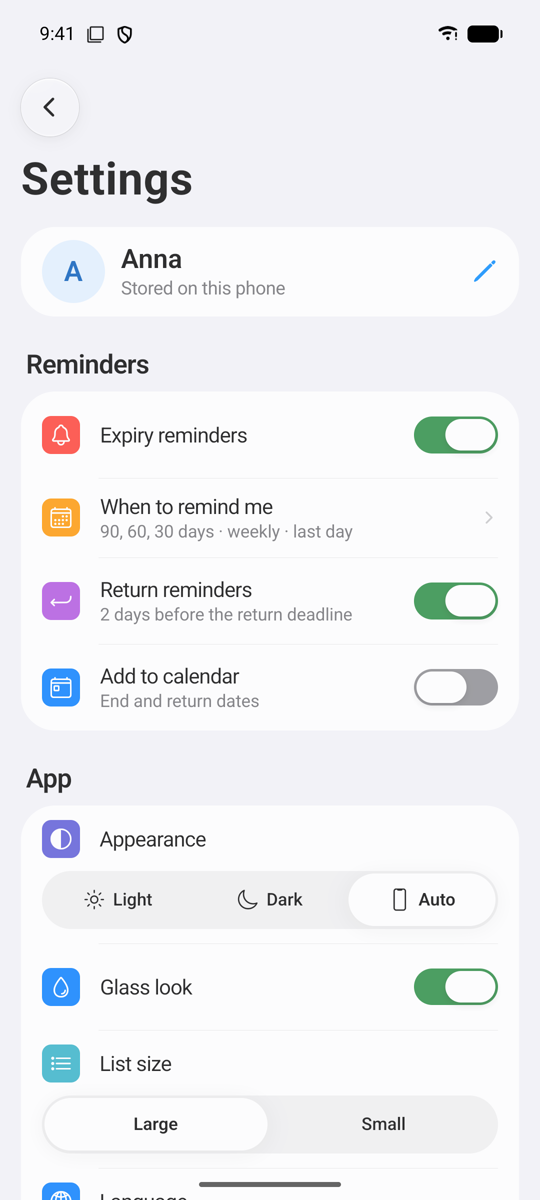 9:41
Settings
A
Anna
Stored on this phone
Reminders
Expiry reminders
When to remind me
90, 60, 30 days · weekly · last day
Return reminders
2 days before the return deadline
Add to calendar
End and return dates
App
Appearance
Light
Dark
Auto
Glass look
List size
Large
Small
Language